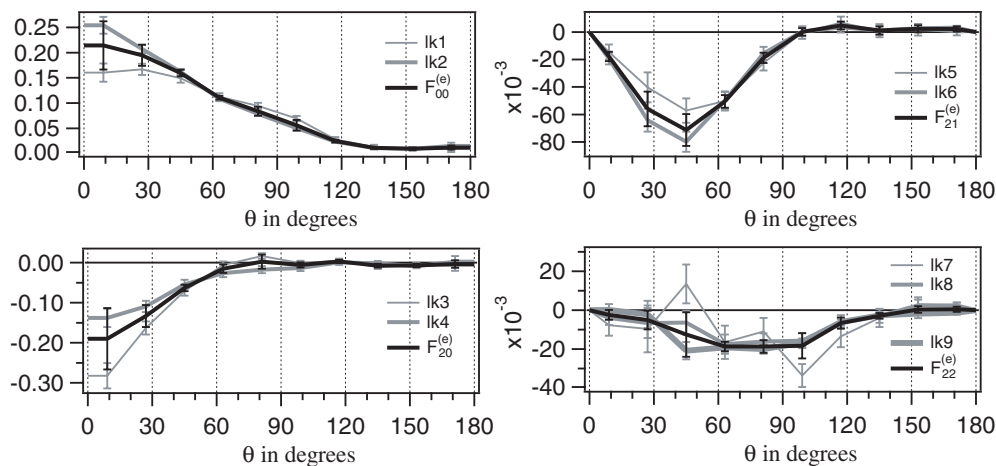 0.25
0.20
0.15
0.10
0.05
0.00
lk1
lk2
F00(e)
0 30 60 90 120 150 180
θ in degrees
x10-3
0
-20
-40
-60
-80
lk5
lk6
F21(e)
0 30 60 90 120 150 180
θ in degrees
0.00
-0.10
-0.20
-0.30
lk3
lk4
F20(e)
0 30 60 90 120 150 180
θ in degrees
x10-3
20
0
-20
-40
lk7
lk8
lk9
F22(e)
0 30 60 90 120 150 180
θ in degrees